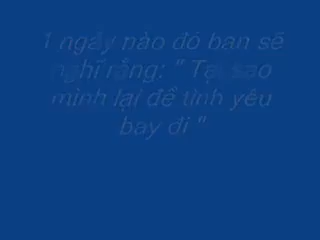 1 ngày nào đó bạn sẽ
nghĩ rằng: " Tại sao
mình lại để tình yêu
bay đi "